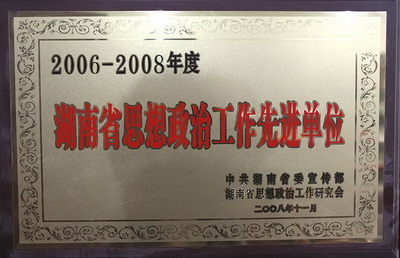 2006-2008年度
湖南省思想政治工作先进单位
中共湖南省委宣传部
湖南省思想政治工作研究会
二〇〇八年十一月